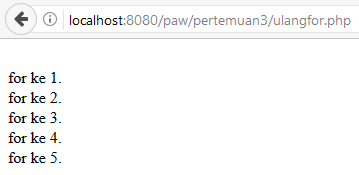 localhost:8080/paw/pertemuan3/ulangfor.php
for ke 1.
for ke 2.
for ke 3.
for ke 4.
for ke 5.